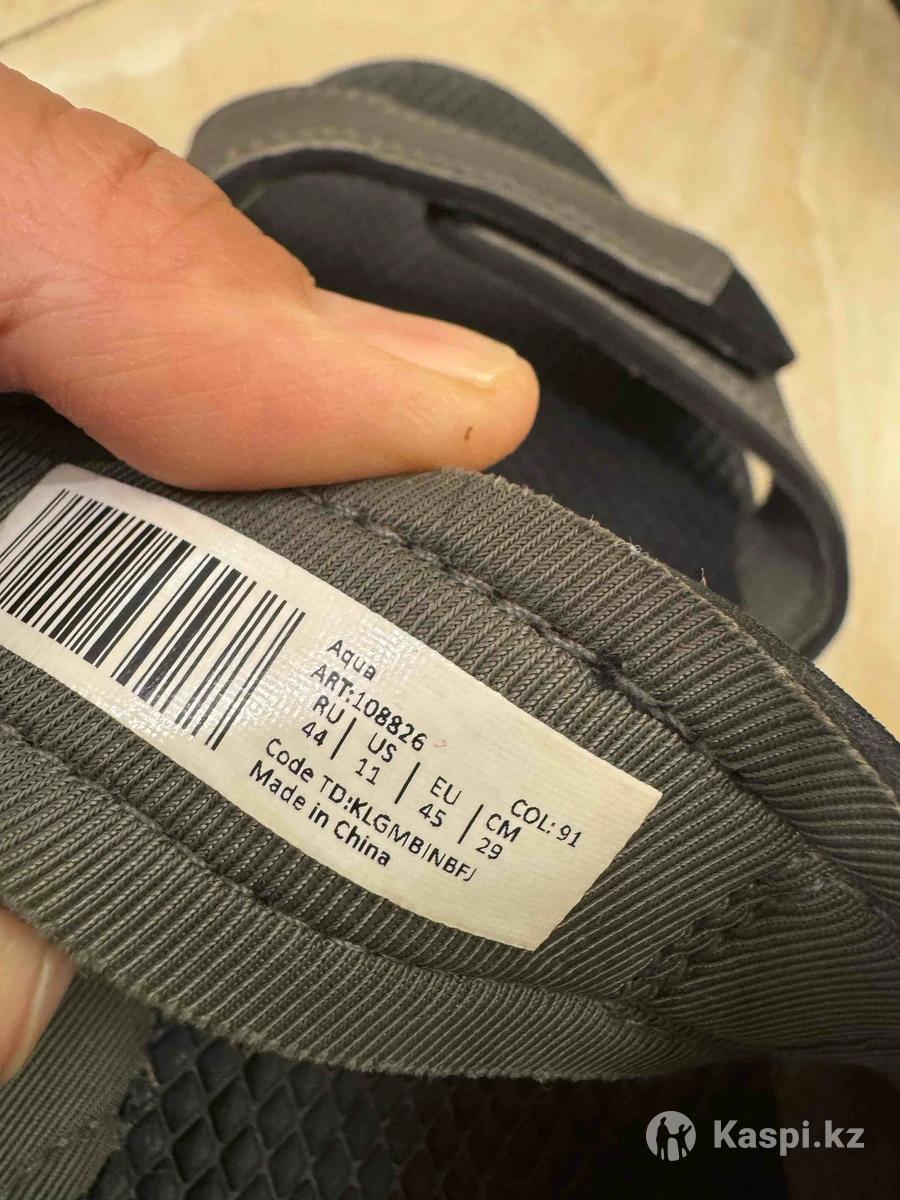 Aqua
ART:108826 COL: 91
RU | US | EU | CM
44 | 11 | 45 | 29
Code TD:KLGMBINBFJ
Made in China
Kaspi.kz